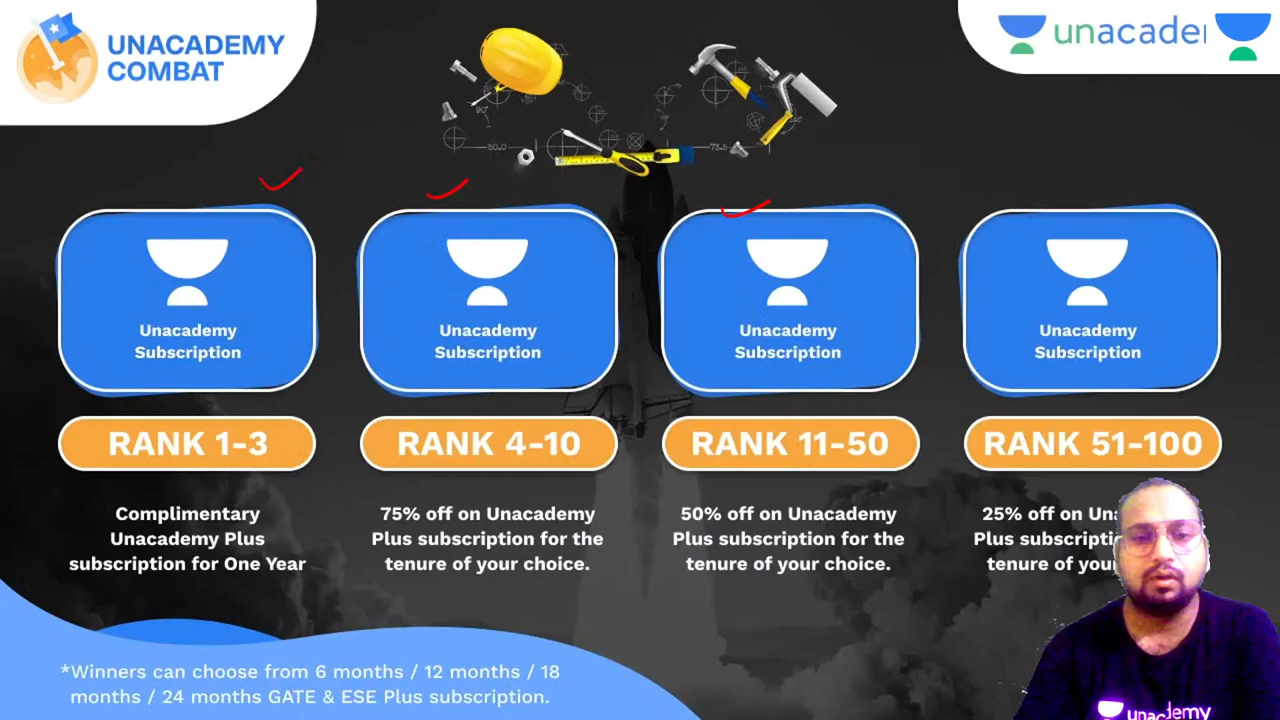 UNACADEMY
COMBAT
Unacademy
Subscription
Unacademy
Subscription
Unacademy
Subscription
Unacademy
Subscription
RANK 1-3
RANK 4-10
RANK 11-50
RANK 51-100
Complimentary
Unacademy Plus
subscription for One Year
75% off on Unacademy
Plus subscription for the
tenure of your choice.
50% off on Unacademy
Plus subscription for the
tenure of your choice.
25% off on
Plus
tenure of
*Winners can choose from 6 months / 12 months / 18
months / 24 months GATE & ESE Plus subscription.